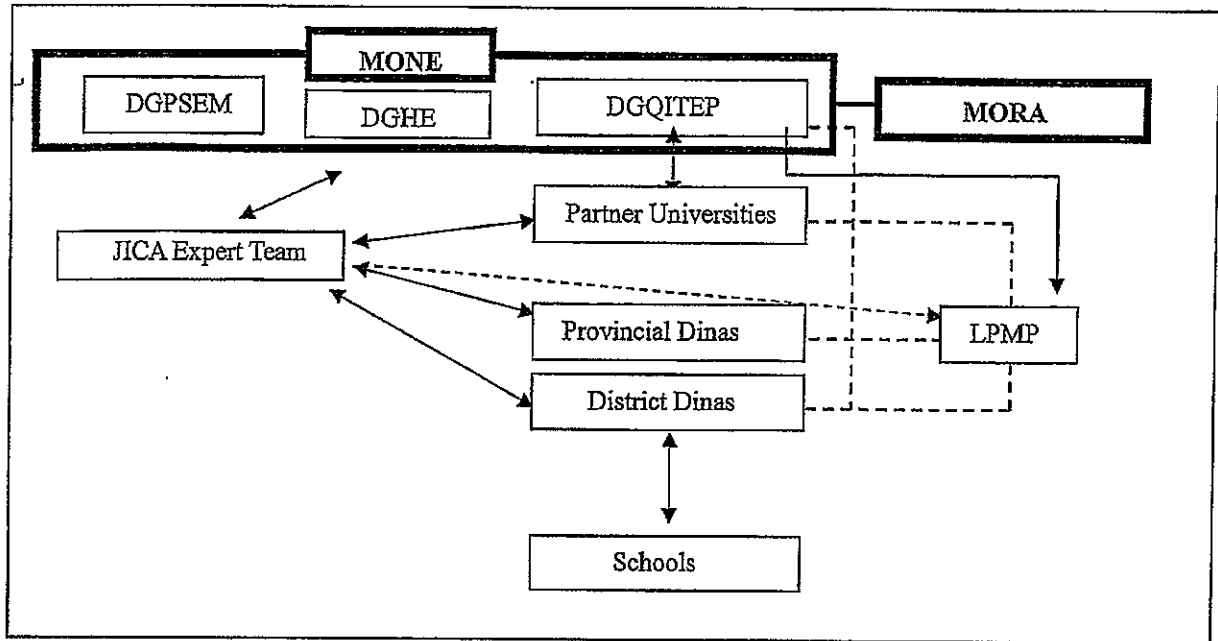 MONE
DGPSEM
DGHE
DGQITEP
MORA
Partner Universities
JICA Expert Team
Provincial Dinas
LPMP
District Dinas
Schools